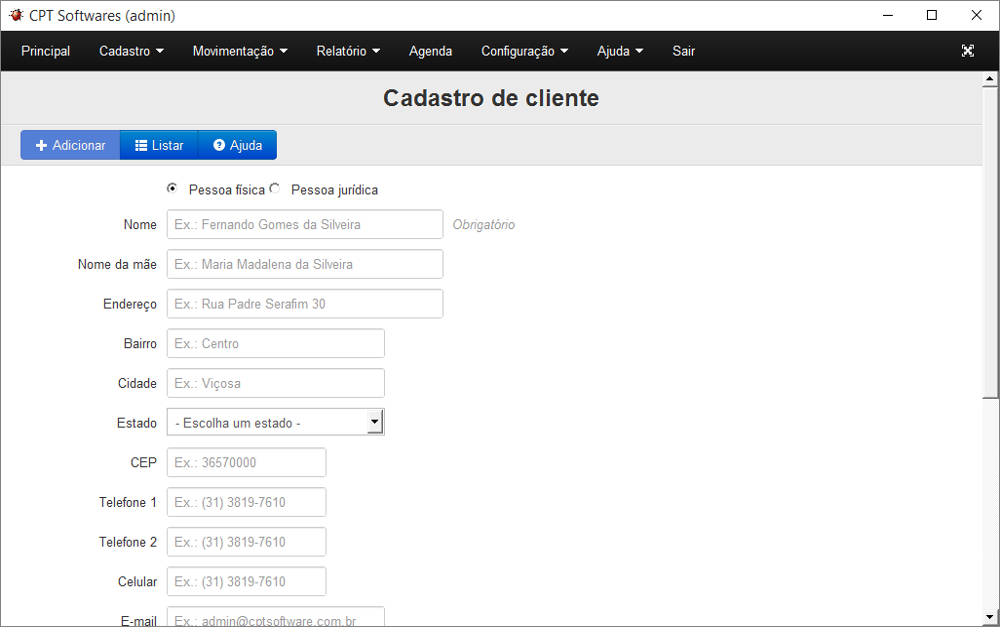 CPT Softwares (admin)
Principal Cadastro Movimentação Relatório Agenda Configuração Ajuda Sair
Cadastro de cliente
Adicionar Listar Ajuda
Pessoa física Pessoa jurídica
Nome Ex.: Fernando Gomes da Silveira Obrigatório
Nome da mãe Ex.: Maria Madalena da Silveira
Endereço Ex.: Rua Padre Serafim 30
Bairro Ex.: Centro
Cidade Ex.: Viçosa
Estado - Escolha um estado -
CEP Ex.: 36570000
Telefone 1 Ex.: (31) 3819-7610
Telefone 2 Ex.: (31) 3819-7610
Celular Ex.: (31) 3819-7610
E-mail Ex.: admin@cptsoftware.com.br